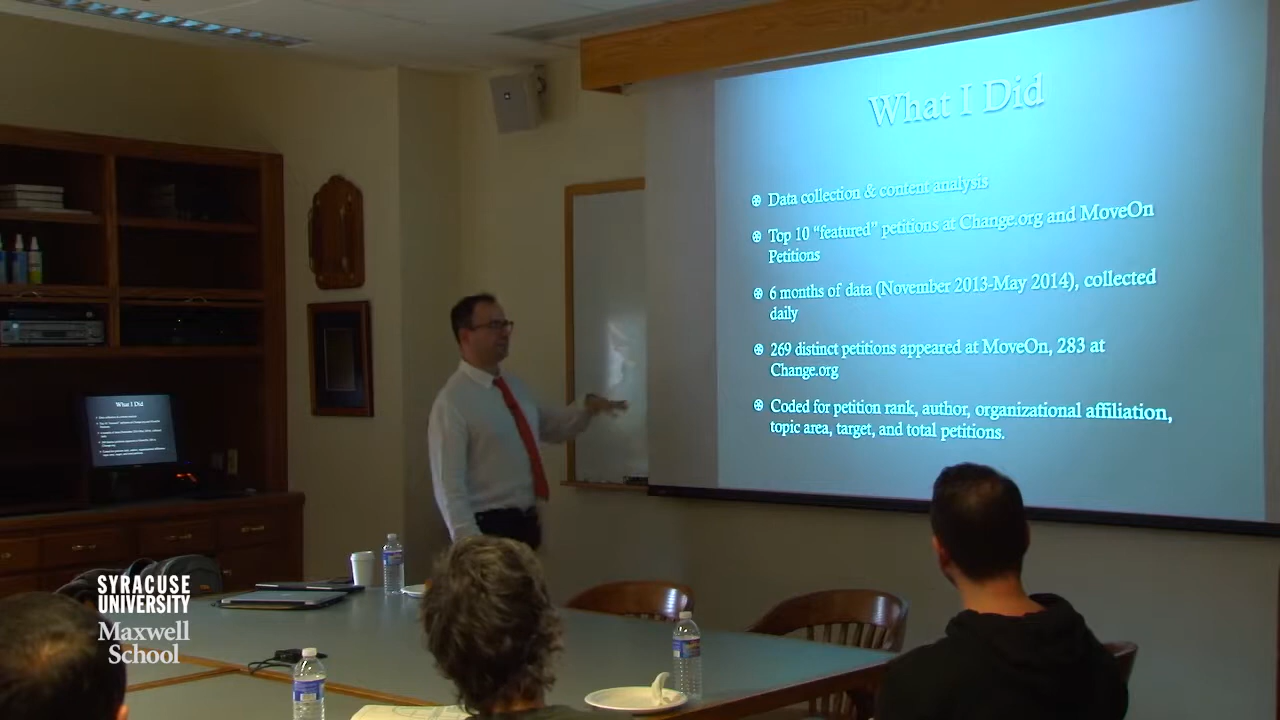 What I Did
Data collection & content analysis
Top 10 “featured” petitions at Change.org and MoveOn
Petitions
6 months of data (November 2013-May 2014), collected
daily
269 distinct petitions appeared at MoveOn, 283 at
Change.org
Coded for petition rank, author, organizational affiliation,
topic area, target, and total petitions.
What I Did
SYRACUSE
UNIVERSITY
Maxwell
School